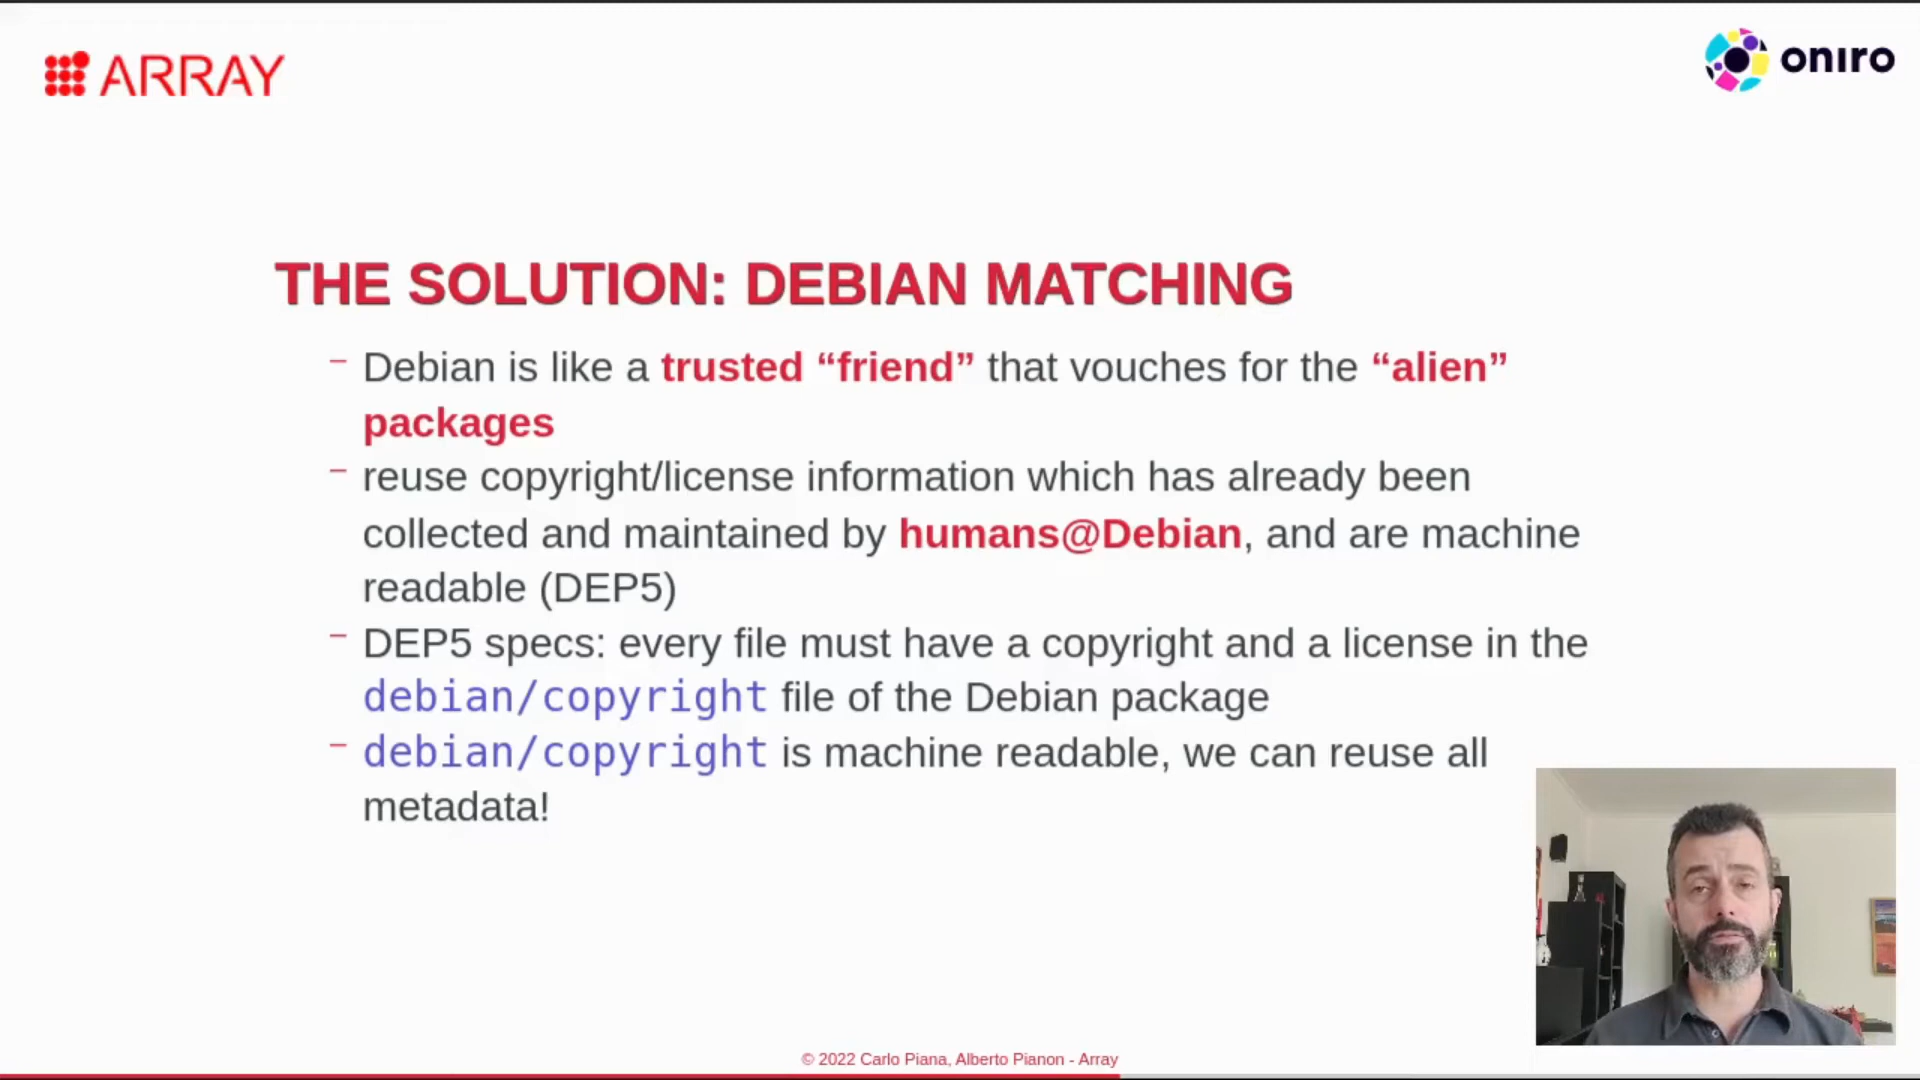 ARRAY
oniro
THE SOLUTION: DEBIAN MATCHING
– Debian is like a trusted “friend” that vouches for the “alien”
packages
– reuse copyright/license information which has already been
collected and maintained by humans@Debian, and are machine
readable (DEP5)
– DEP5 specs: every file must have a copyright and a license in the
debian/copyright file of the Debian package
– debian/copyright is machine readable, we can reuse all
metadata!
© 2022 Carlo Piana, Alberto Pianon - Array